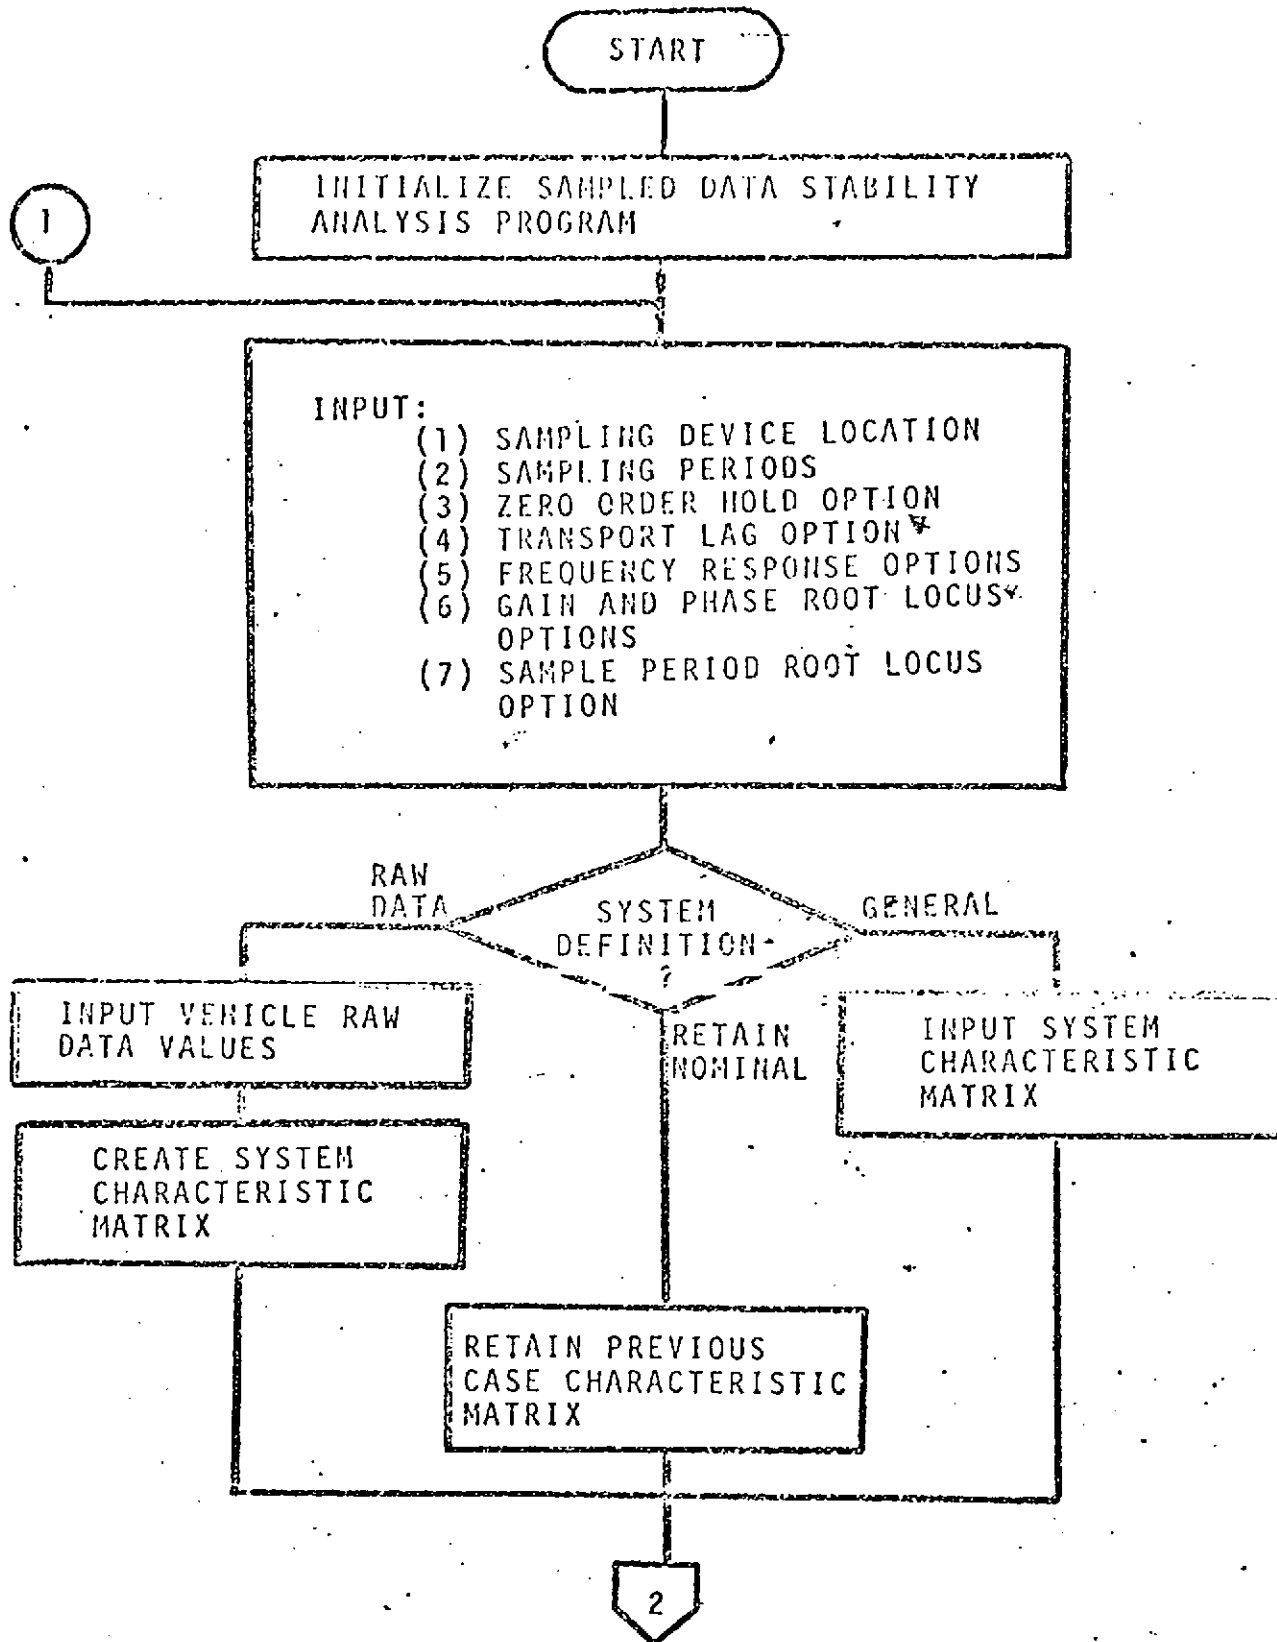 START
INITIALIZE SAMPLED DATA STABILITY
ANALYSIS PROGRAM
1
INPUT:
(1) SAMPLING DEVICE LOCATION
(2) SAMPLING PERIODS
(3) ZERO ORDER HOLD OPTION
(4) TRANSPORT LAG OPTION
(5) FREQUENCY RESPONSE OPTIONS
(6) GAIN AND PHASE ROOT LOCUS
OPTIONS
(7) SAMPLE PERIOD ROOT LOCUS
OPTION
RAW
DATA
SYSTEM
DEFINITION
?
GENERAL
RETAIN
NOMINAL
INPUT VEHICLE RAW
DATA VALUES
INPUT SYSTEM
CHARACTERISTIC
MATRIX
CREATE SYSTEM
CHARACTERISTIC
MATRIX
RETAIN PREVIOUS
CASE CHARACTERISTIC
MATRIX
2